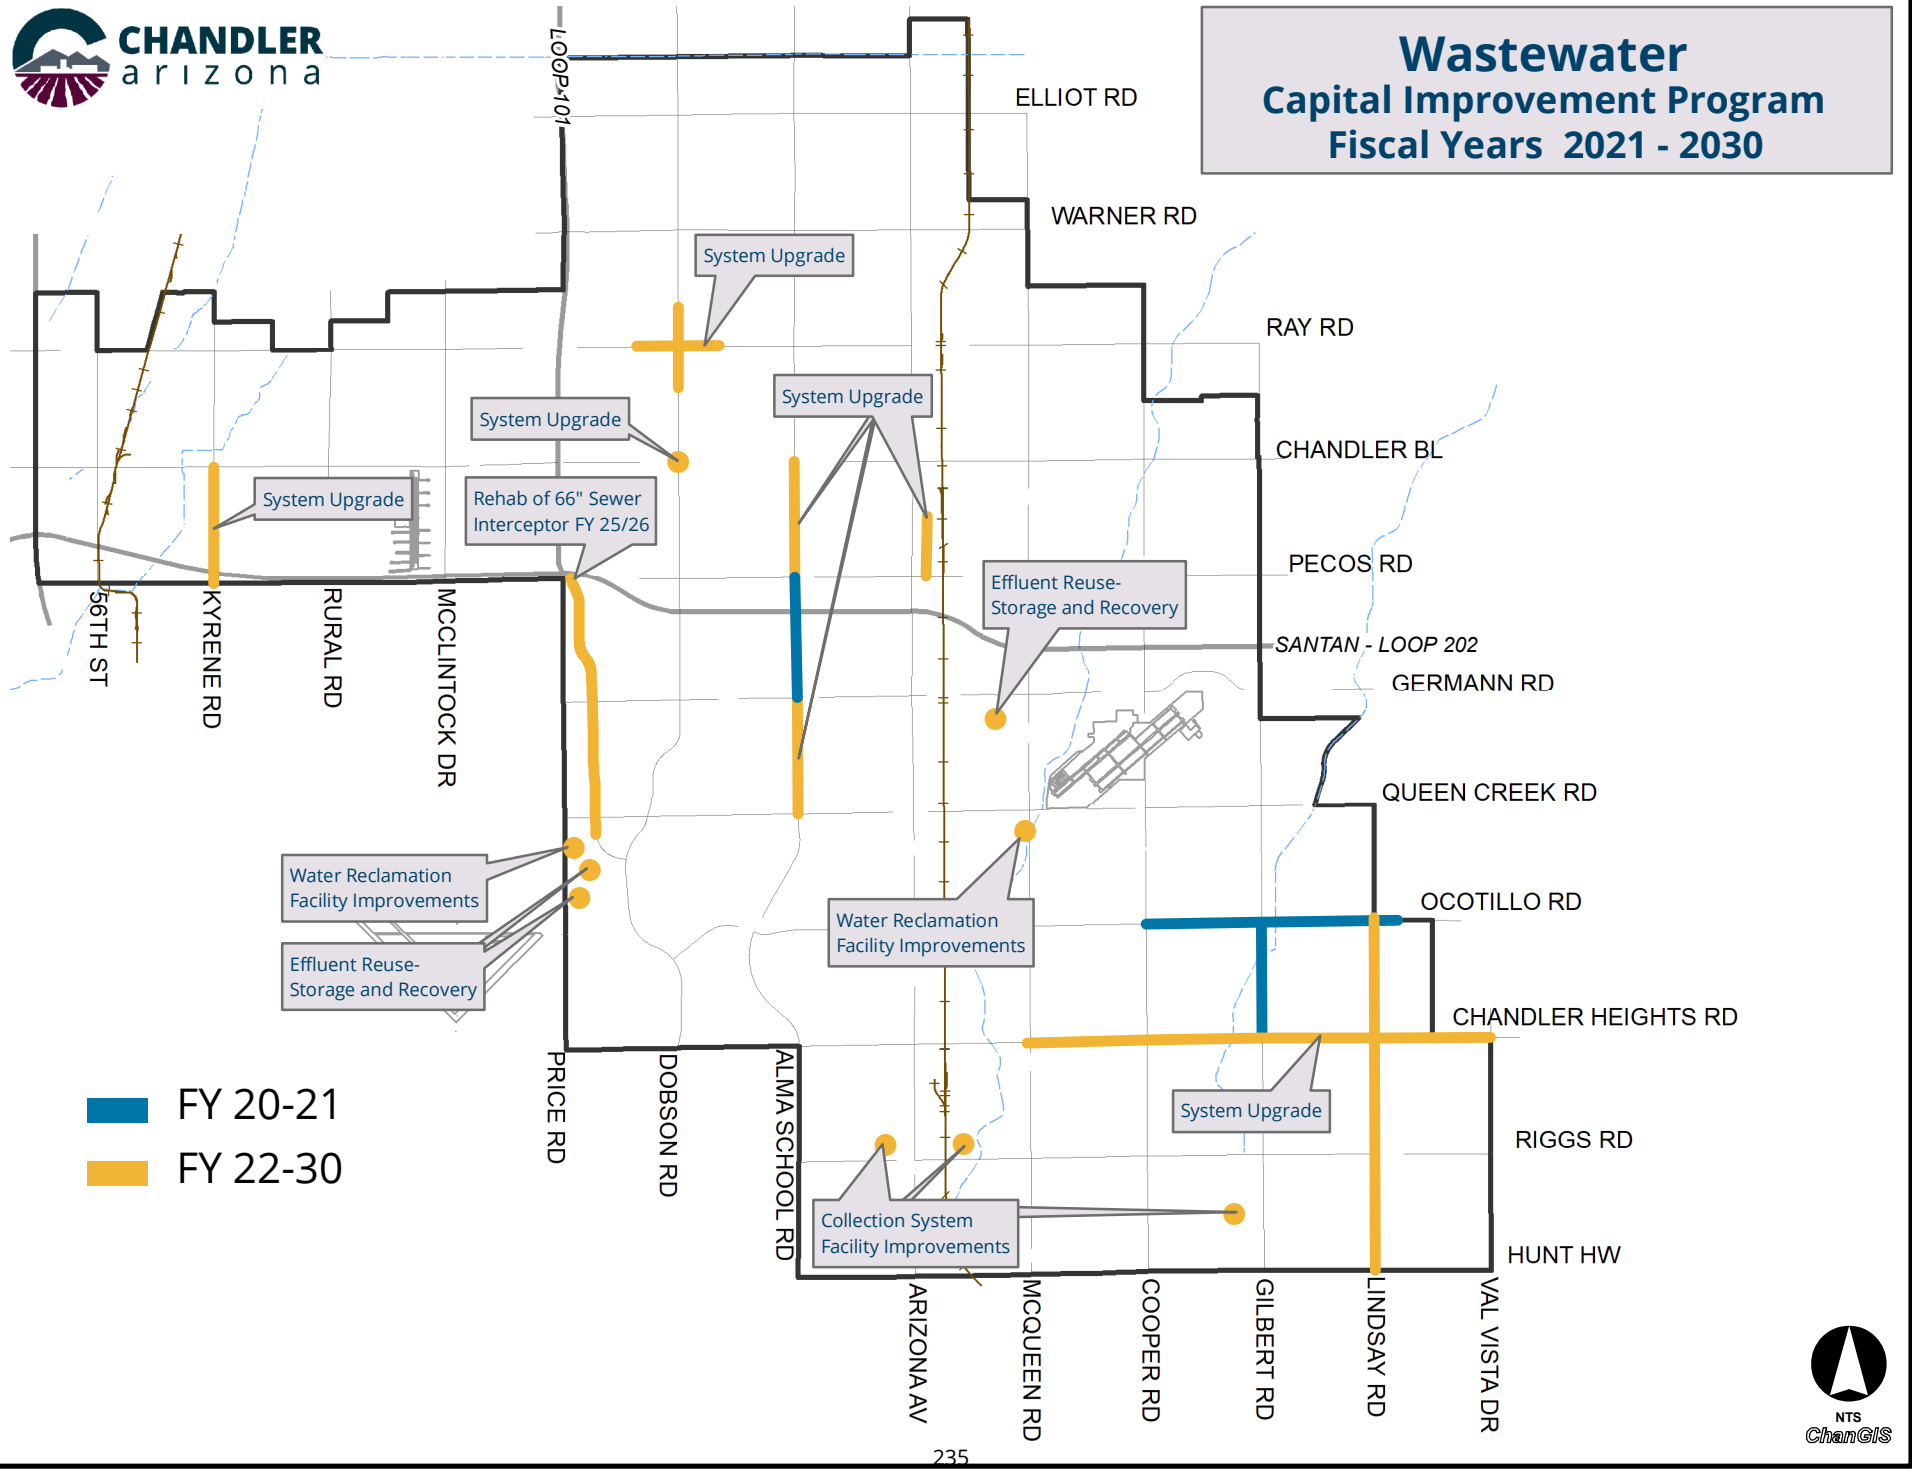 CHANDLER
arizona
Wastewater
Capital Improvement Program
Fiscal Years 2021 - 2030
LOOP 101
ELLIOT RD
WARNER RD
System Upgrade
RAY RD
System Upgrade
System Upgrade
CHANDLER BL
System Upgrade
Rehab of 66" Sewer
Interceptor FY 25/26
PECOS RD
Effluent Reuse-
Storage and Recovery
SANTAN - LOOP 202
GERMANN RD
56TH ST
KYRENE RD
RURAL RD
MCCLINTOCK DR
QUEEN CREEK RD
Water Reclamation
Facility Improvements
OCOTILLO RD
Water Reclamation
Facility Improvements
Effluent Reuse-
Storage and Recovery
CHANDLER HEIGHTS RD
PRICE RD
DOBSON RD
ALMA SCHOOL RD
FY 20-21
System Upgrade
RIGGS RD
FY 22-30
Collection System
Facility Improvements
HUNT HW
ARIZONA AV
MCQUEEN RD
COOPER RD
GILBERT RD
LINDSAY RD
VAL VISTA DR
NTS
ChanGIS
235